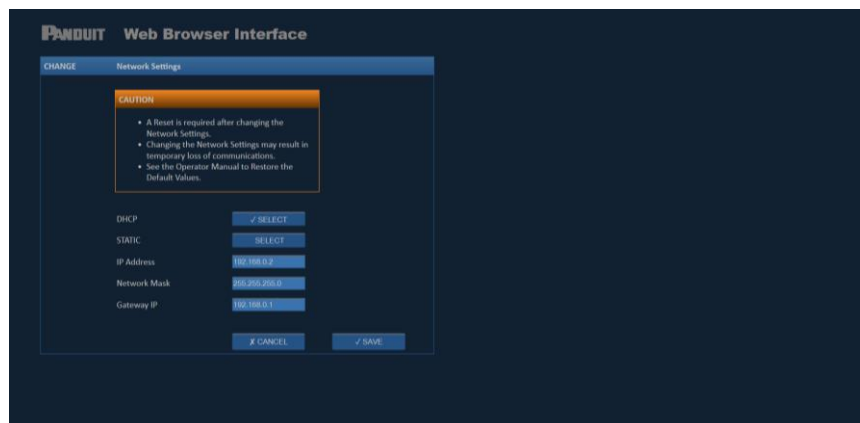 PANDUIT Web Browser Interface
CHANGE Network Settings
CAUTION
• A Reset is required after changing the
Network Settings.
• Changing the Network Settings may result in
temporary loss of communications.
• See the Operator Manual to Restore the
Default Values.
DHCP ✓ SELECT
STATIC SELECT
IP Address 192.168.0.2
Network Mask 255.255.255.0
Gateway IP 192.168.0.1
✗ CANCEL ✓ SAVE